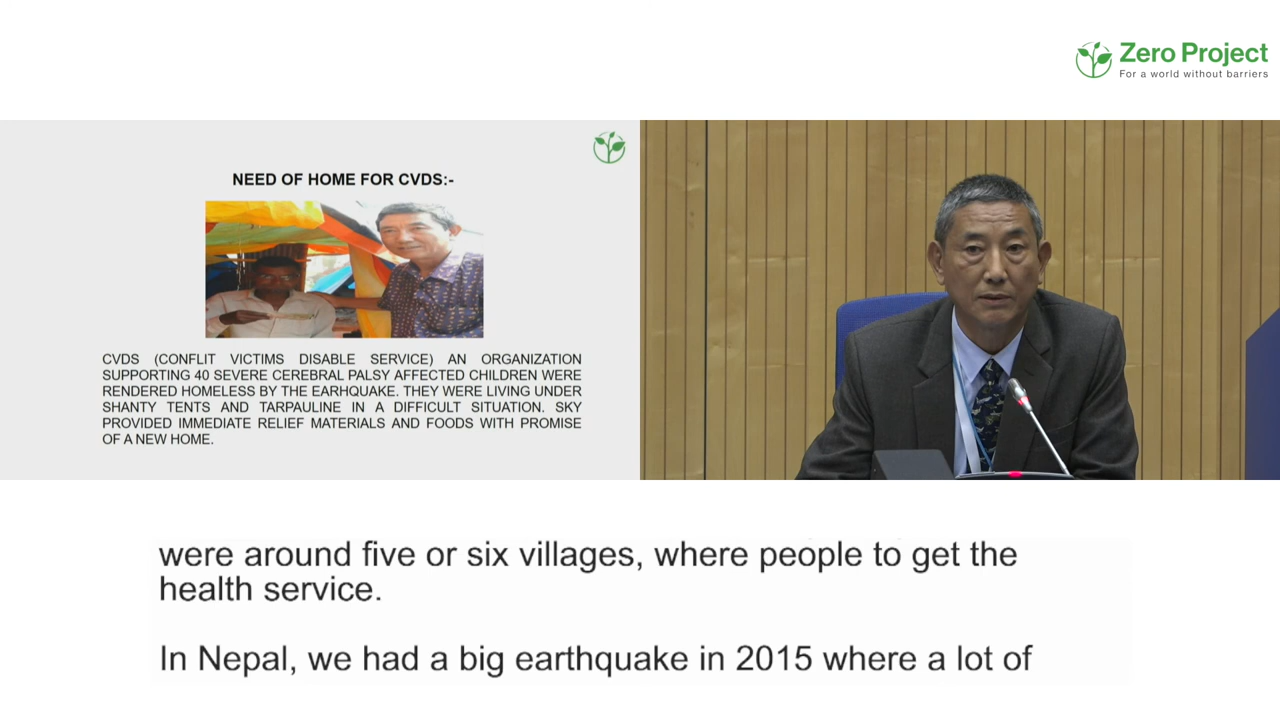 Zero Project
For a world without barriers
NEED OF HOME FOR CVDS:-
CVDS (CONFLIT VICTIMS DISABLE SERVICE) AN ORGANIZATION
SUPPORTING 40 SEVERE CEREBRAL PALSY AFFECTED CHILDREN WERE
RENDERED HOMELESS BY THE EARHQUAKE. THEY WERE LIVING UNDER
SHANTY TENTS AND TARPAULINE IN A DIFFICULT SITUATION. SKY
PROVIDED IMMEDIATE RELIEF MATERIALS AND FOODS WITH PROMISE
OF A NEW HOME.
were around five or six villages, where people to get the
health service.
In Nepal, we had a big earthquake in 2015 where a lot of